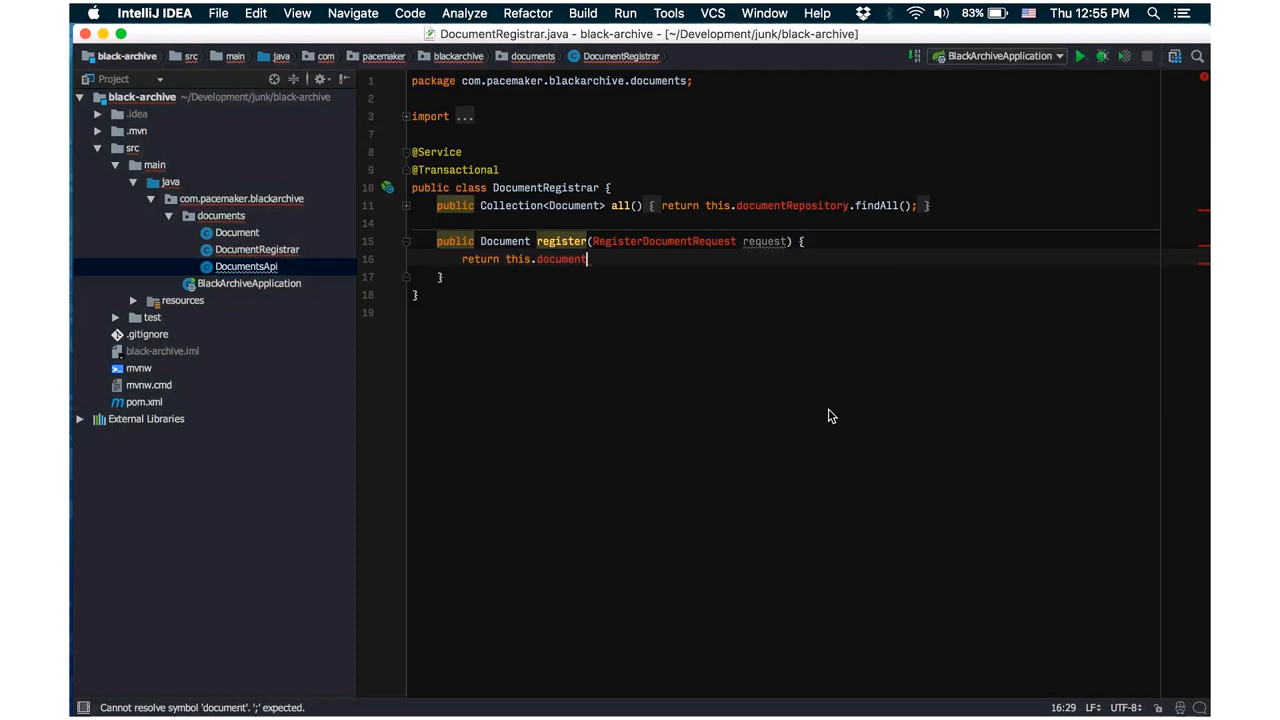 IntelliJ IDEA File Edit View Navigate Code Analyze Refactor Build Run Tools VCS Window Help 83% Thu 12:55 PM
DocumentRegistrar.java - black-archive - [~/Development/junk/black-archive]
black-archive src main java com pacemaker blackarchive documents DocumentRegistrar BlackArchiveApplication
Project
black-archive ~/Development/junk/black-archive
.idea
.mvn
src
main
java
com.pacemaker.blackarchive
documents
Document
DocumentRegistrar
DocumentsApi
BlackArchiveApplication
resources
test
.gitignore
black-archive.iml
mvnw
mvnw.cmd
pom.xml
External Libraries
1 package com.pacemaker.blackarchive.documents;
2
3 import ...
7
8 @Service
9 @Transactional
10 public class DocumentRegistrar {
11 public Collection<Document> all() { return this.documentRepository.findAll(); }
14
15 public Document register(RegisterDocumentRequest request) {
16 return this.document
17 }
18 }
19
Cannot resolve symbol 'document'. ';' expected. 16:29 LF UTF-8